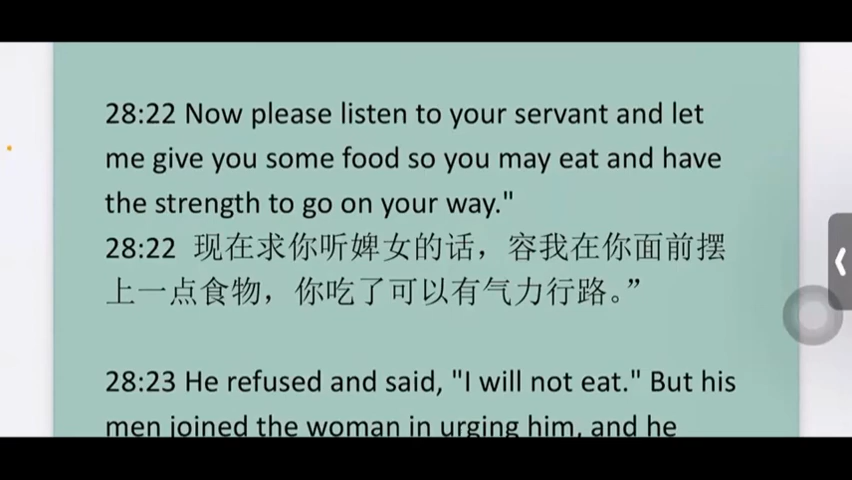 28:22 Now please listen to your servant and let
me give you some food so you may eat and have
the strength to go on your way."
28:22 现在求你听婢女的话，容我在你面前摆
上一点食物，你吃了可以有气力行路。”
28:23 He refused and said, "I will not eat." But his
men joined the woman in urging him, and he